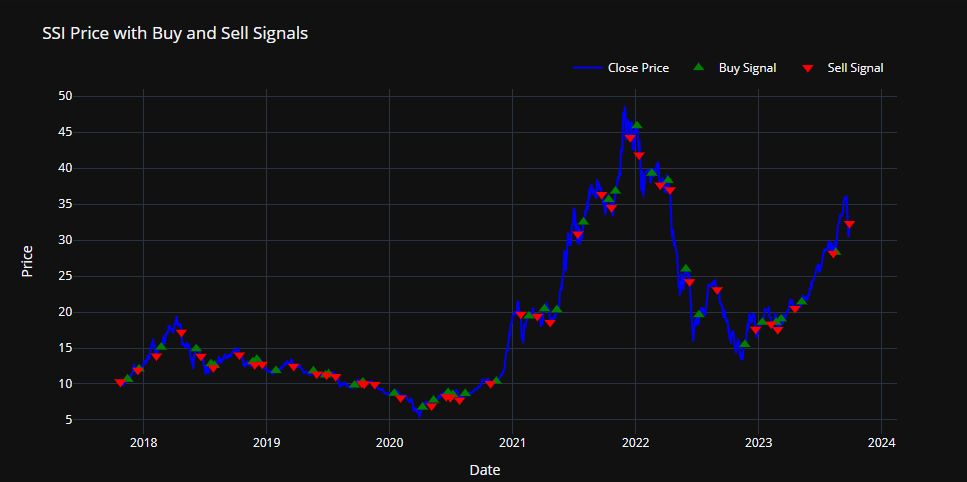 SSI Price with Buy and Sell Signals
Close Price Buy Signal Sell Signal
50
45
40
35
30
25
20
15
10
5
Price
2018 2019 2020 2021 2022 2023 2024
Date